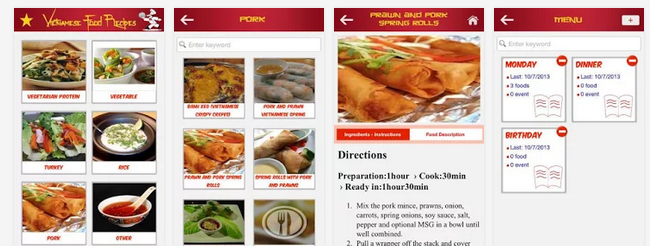 Vietnamese Food Recipes
VEGETARIAN PROTEIN
VEGETABLE
TURKEY
RICE
PORK
OTHER
PORK
Enter keyword
BANH XEO (VIETNAMESE
CRISPY CREPES)
PORK AND PRAWN
VIETNAMESE SPRING
PRAWN AND PORK SPRING
ROLLS
SPRING ROLLS WITH PORK
AND PRAWNS
PRAWN AND PORK
SPRING ROLLS
Ingredients - Instructions
Food Description
Directions
Preparation:1hour › Cook:30min
› Ready in:1hour30min
1. Mix the pork mince, prawns, onion,
carrots, spring onions, soy sauce, salt,
pepper and optional MSG in a bowl until
well combined.
2. Pull a wrapper off the stack and cover
MENU
+
Enter keyword
MONDAY
Last: 10/7/2013
3 foods
0 event
DINNER
Last: 10/7/2013
0 food
0 event
BIRTHDAY
Last: 10/7/2013
0 food
0 event